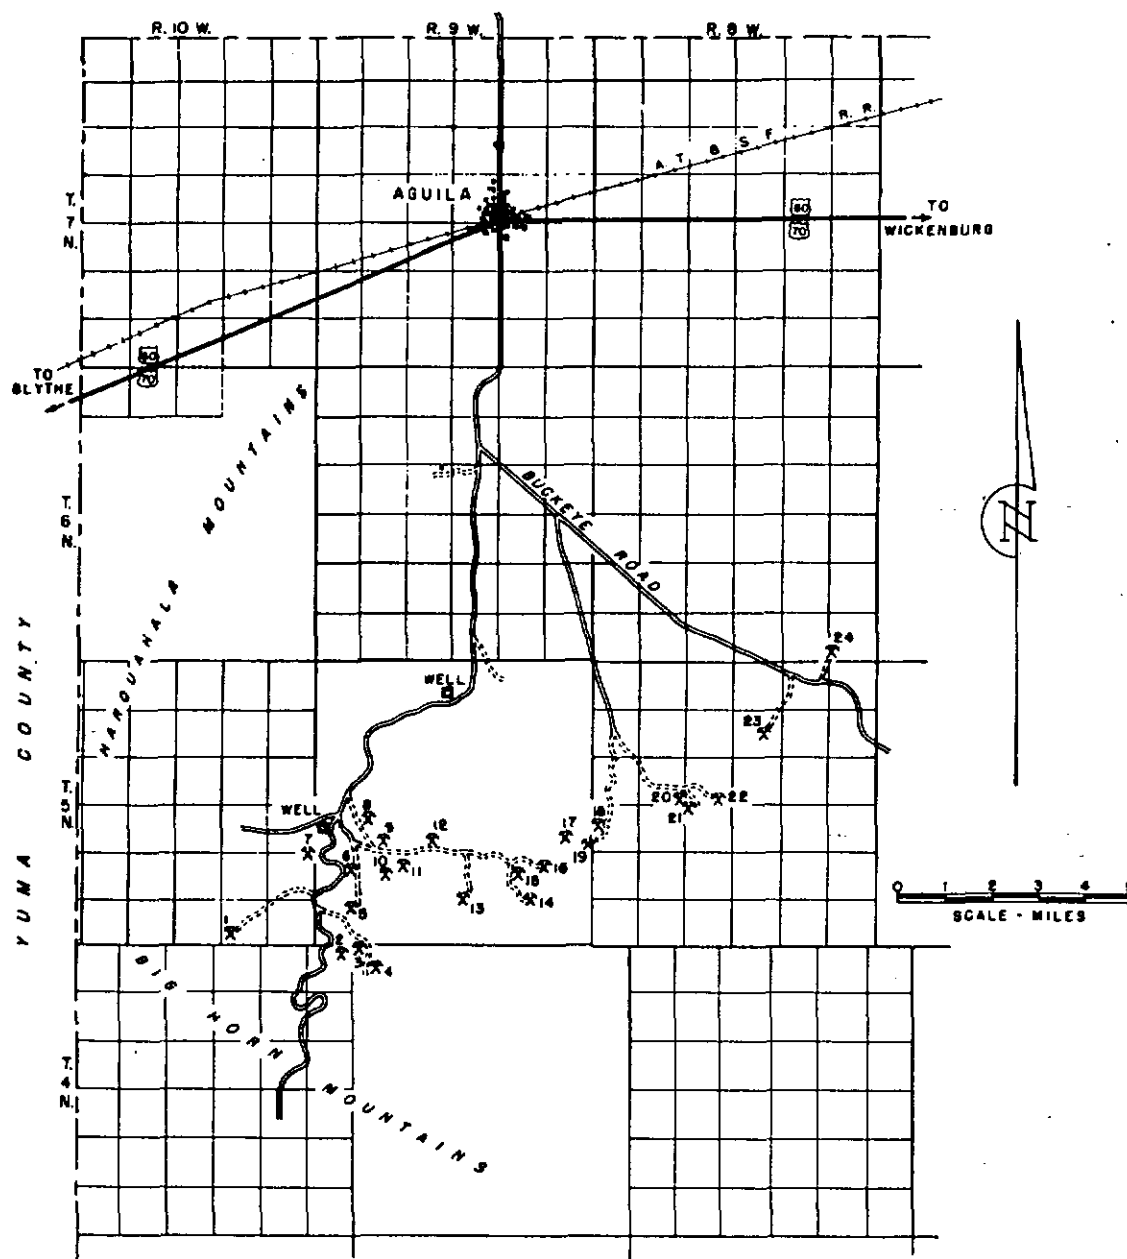 R. 10 W. R. 9 W. R. 8 W.
A T & S F R. R.
AGUILA
T. 7 N.
60 70
TO WICKENBURG
TO BLYTHE
60 70
HARQUAHALA MOUNTAINS
T. 6 N.
BUCKEYE ROAD
N
24
WELL
23
YUMA COUNTY
T. 5 N.
WELL
8
20
22
21
7
9
12
17
18
19
6
10
11
15
16
13
14
5
1
2
3
4
0 1 2 3 4 5
SCALE - MILES
BIG HORN MOUNTAINS
T. 4 N.